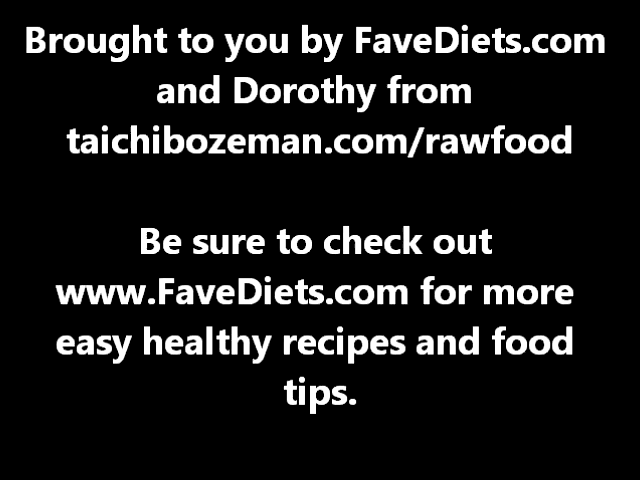 Brought to you by FaveDiets.com
and Dorothy from
taichibozeman.com/rawfood
Be sure to check out
www.FaveDiets.com for more
easy healthy recipes and food
tips.